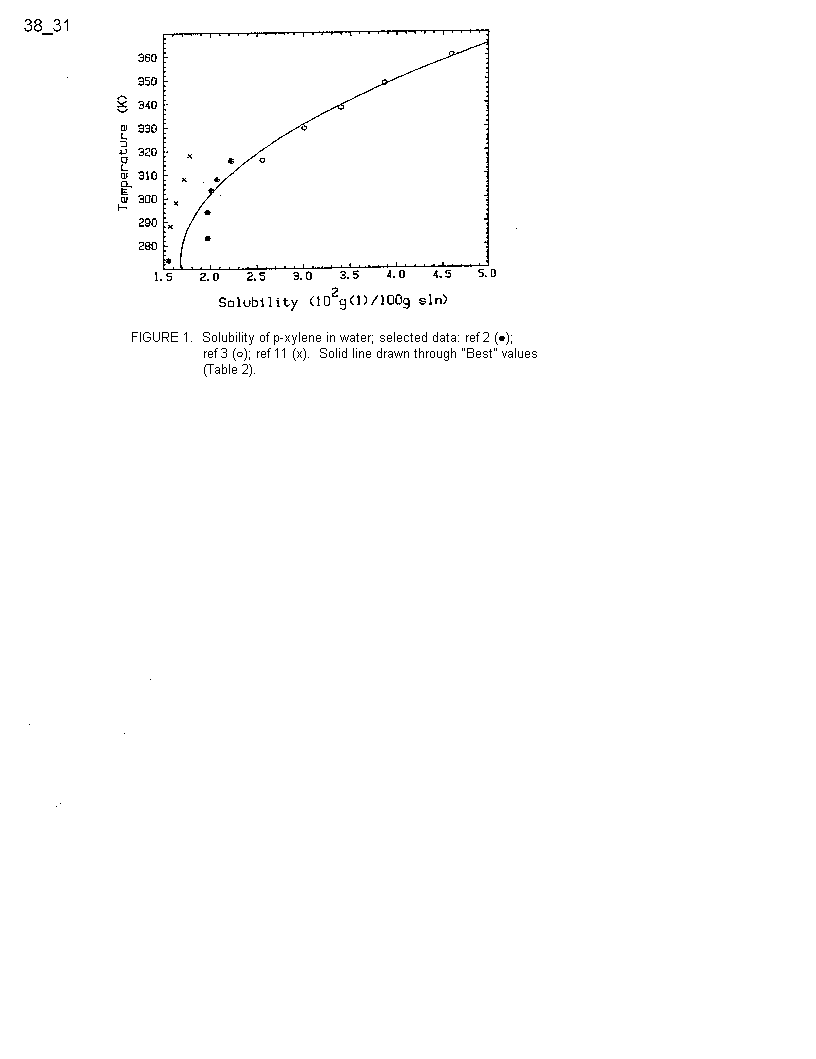 38_31
360
350
340
330
320
310
300
290
280
Temperature (K)
1.5 2.0 2.5 3.0 3.5 4.0 4.5 5.0
Solubility (10²g(1)/100g sln)
FIGURE 1. Solubility of p-xylene in water; selected data: ref 2 (●);
ref 3 (o); ref 11 (x). Solid line drawn through "Best" values
(Table 2).